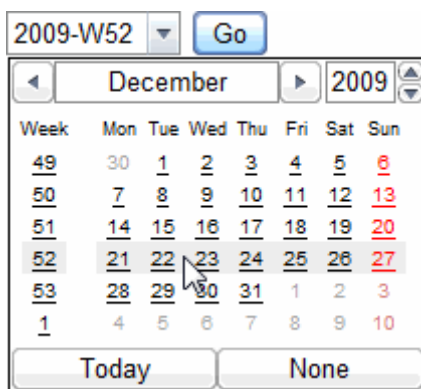 2009-W52 Go
December 2009
Week Mon Tue Wed Thu Fri Sat Sun
49 30 1 2 3 4 5 6
50 7 8 9 10 11 12 13
51 14 15 16 17 18 19 20
52 21 22 23 24 25 26 27
53 28 29 30 31 1 2 3
1 4 5 6 7 8 9 10
Today None